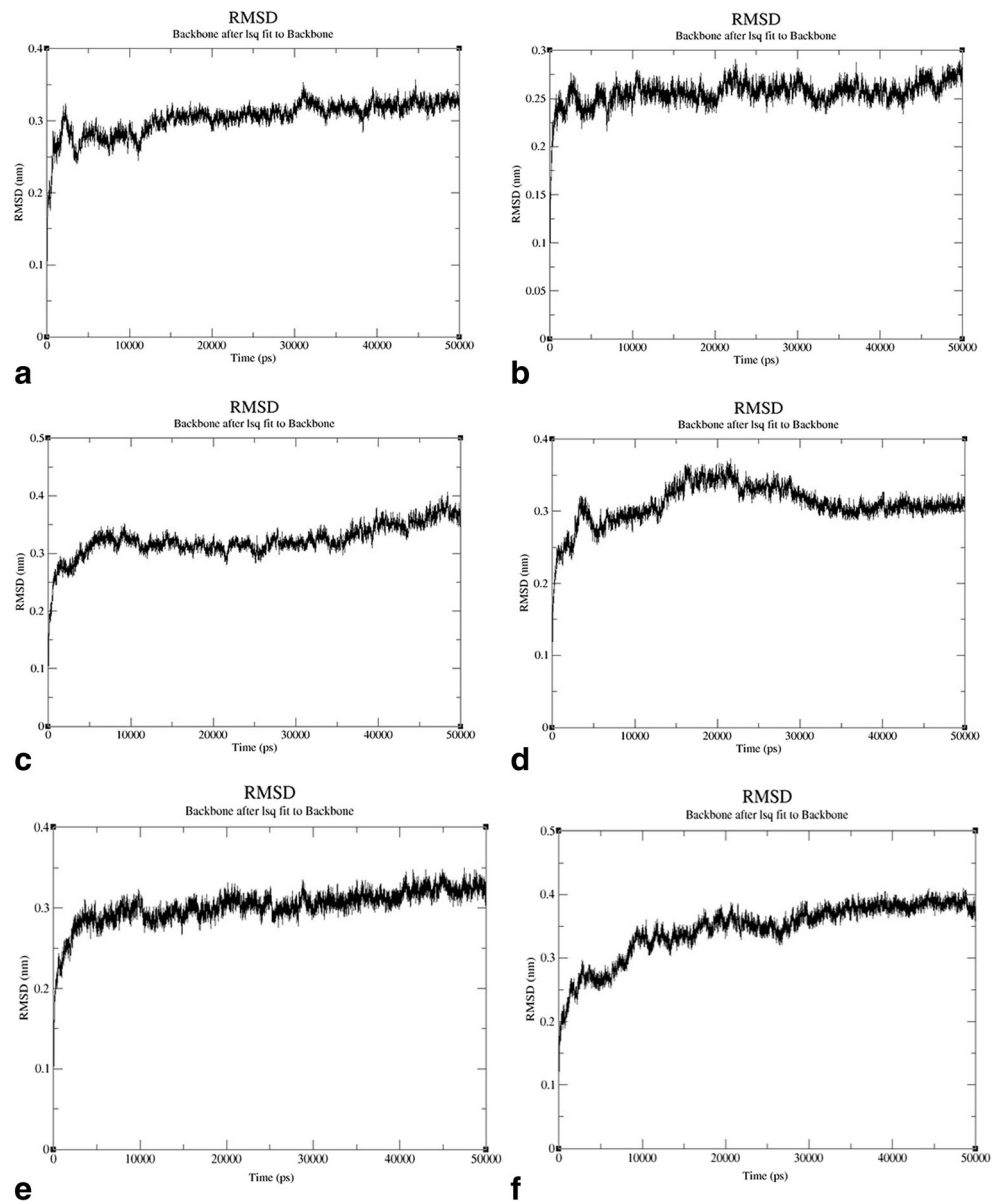 RMSD
Backbone after lsq fit to Backbone
0.4
0.3
0.2
0.1
0
RMSD (nm)
0 10000 20000 30000 40000 50000
Time (ps)
a
RMSD
Backbone after lsq fit to Backbone
0.3
0.25
0.2
0.15
0.1
0.05
0
RMSD (nm)
0 10000 20000 30000 40000 50000
Time (ps)
b
RMSD
Backbone after lsq fit to Backbone
0.5
0.4
0.3
0.2
0.1
0
RMSD (nm)
0 10000 20000 30000 40000 50000
Time (ps)
c
RMSD
Backbone after lsq fit to Backbone
0.4
0.3
0.2
0.1
0
RMSD (nm)
0 10000 20000 30000 40000 50000
Time (ps)
d
RMSD
Backbone after lsq fit to Backbone
0.4
0.3
0.2
0.1
0
RMSD (nm)
0 10000 20000 30000 40000 50000
Time (ps)
e
RMSD
Backbone after lsq fit to Backbone
0.5
0.4
0.3
0.2
0.1
0
RMSD (nm)
0 10000 20000 30000 40000 50000
Time (ps)
f